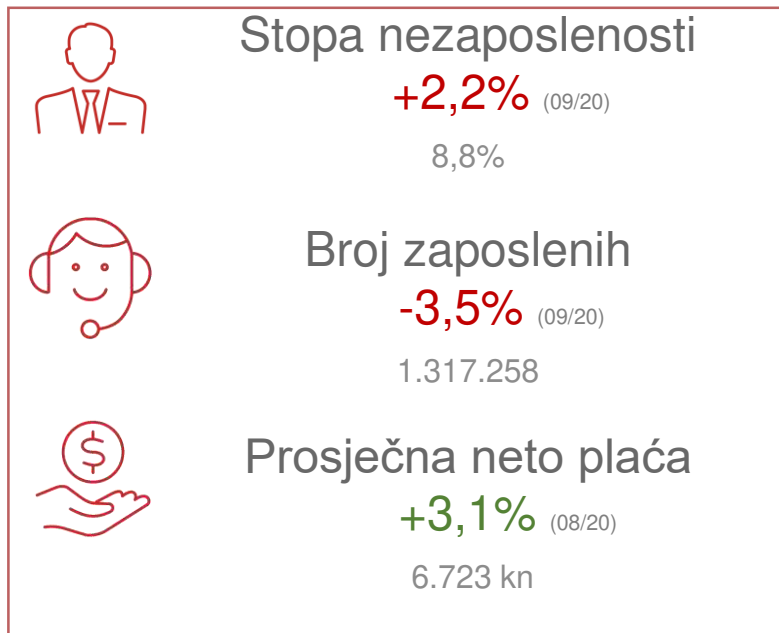 Stopa nezaposlenosti
+2,2% (09/20)
8,8%
Broj zaposlenih
-3,5% (09/20)
1.317.258
$
Prosječna neto plaća
+3,1% (08/20)
6.723 kn